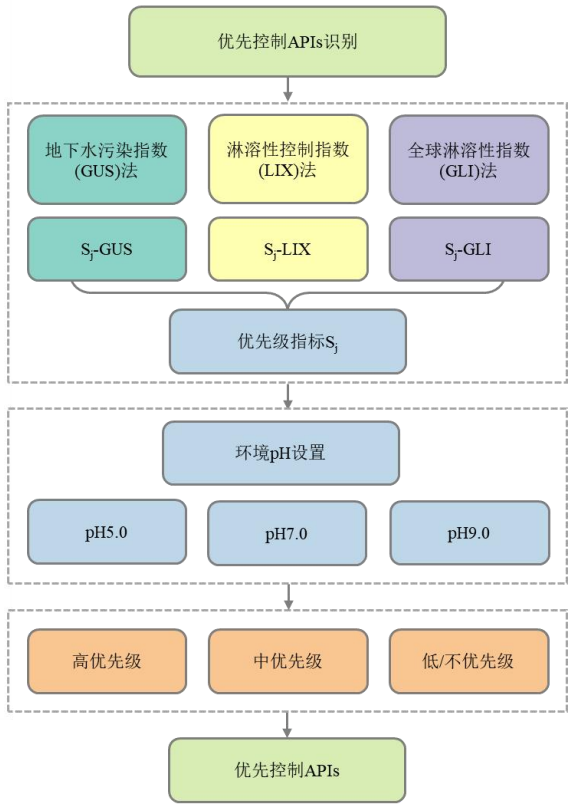 优先控制APIs识别
地下水污染指数
(GUS)法
淋溶性控制指数
(LIX)法
全球淋溶性指数
(GLI)法
Sj-GUS
Sj-LIX
Sj-GLI
优先级指标Sj
环境pH设置
pH5.0
pH7.0
pH9.0
高优先级
中优先级
低/不优先级
优先控制APIs